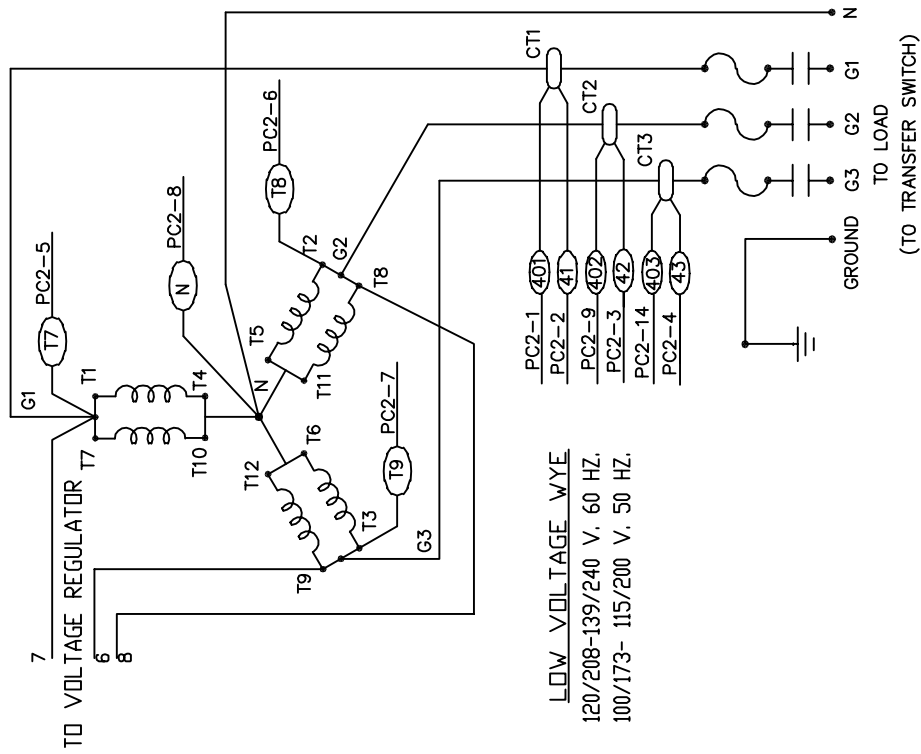 TO VOLTAGE REGULATOR
7
6
8
G1
T7
T1
T7
PC2-5
T10
T4
N
PC2-8
N
T8
PC2-6
T2
G2
T8
T5
T11
T12
T6
T9
T3
G3
T9
PC2-7
LOW VOLTAGE WYE
120/208-139/240 V. 60 HZ.
100/173- 115/200 V. 50 HZ.
PC2-1
401
PC2-2
41
CT1
PC2-9
402
PC2-3
42
CT2
PC2-14
403
PC2-4
43
CT3
N
G1
G2
G3
GROUND
TO LOAD
(TO TRANSFER SWITCH)